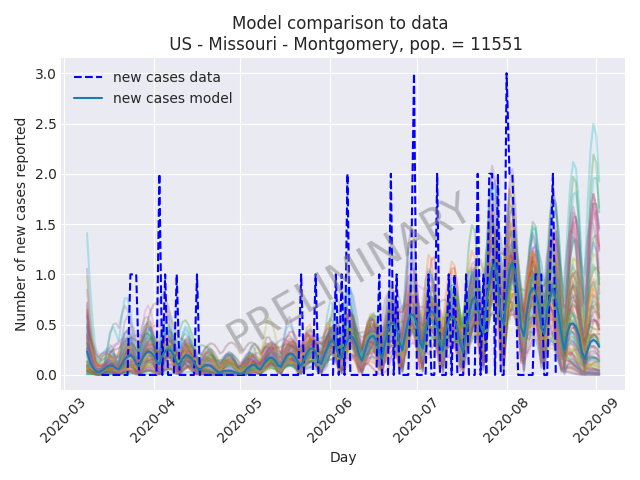 Model comparison to data
US - Missouri - Montgomery, pop. = 11551
3.0
2.5
2.0
1.5
1.0
0.5
0.0
Number of new cases reported
new cases data
new cases model
PRELIMINARY
2020-03
2020-04
2020-05
2020-06
2020-07
2020-08
2020-09
Day